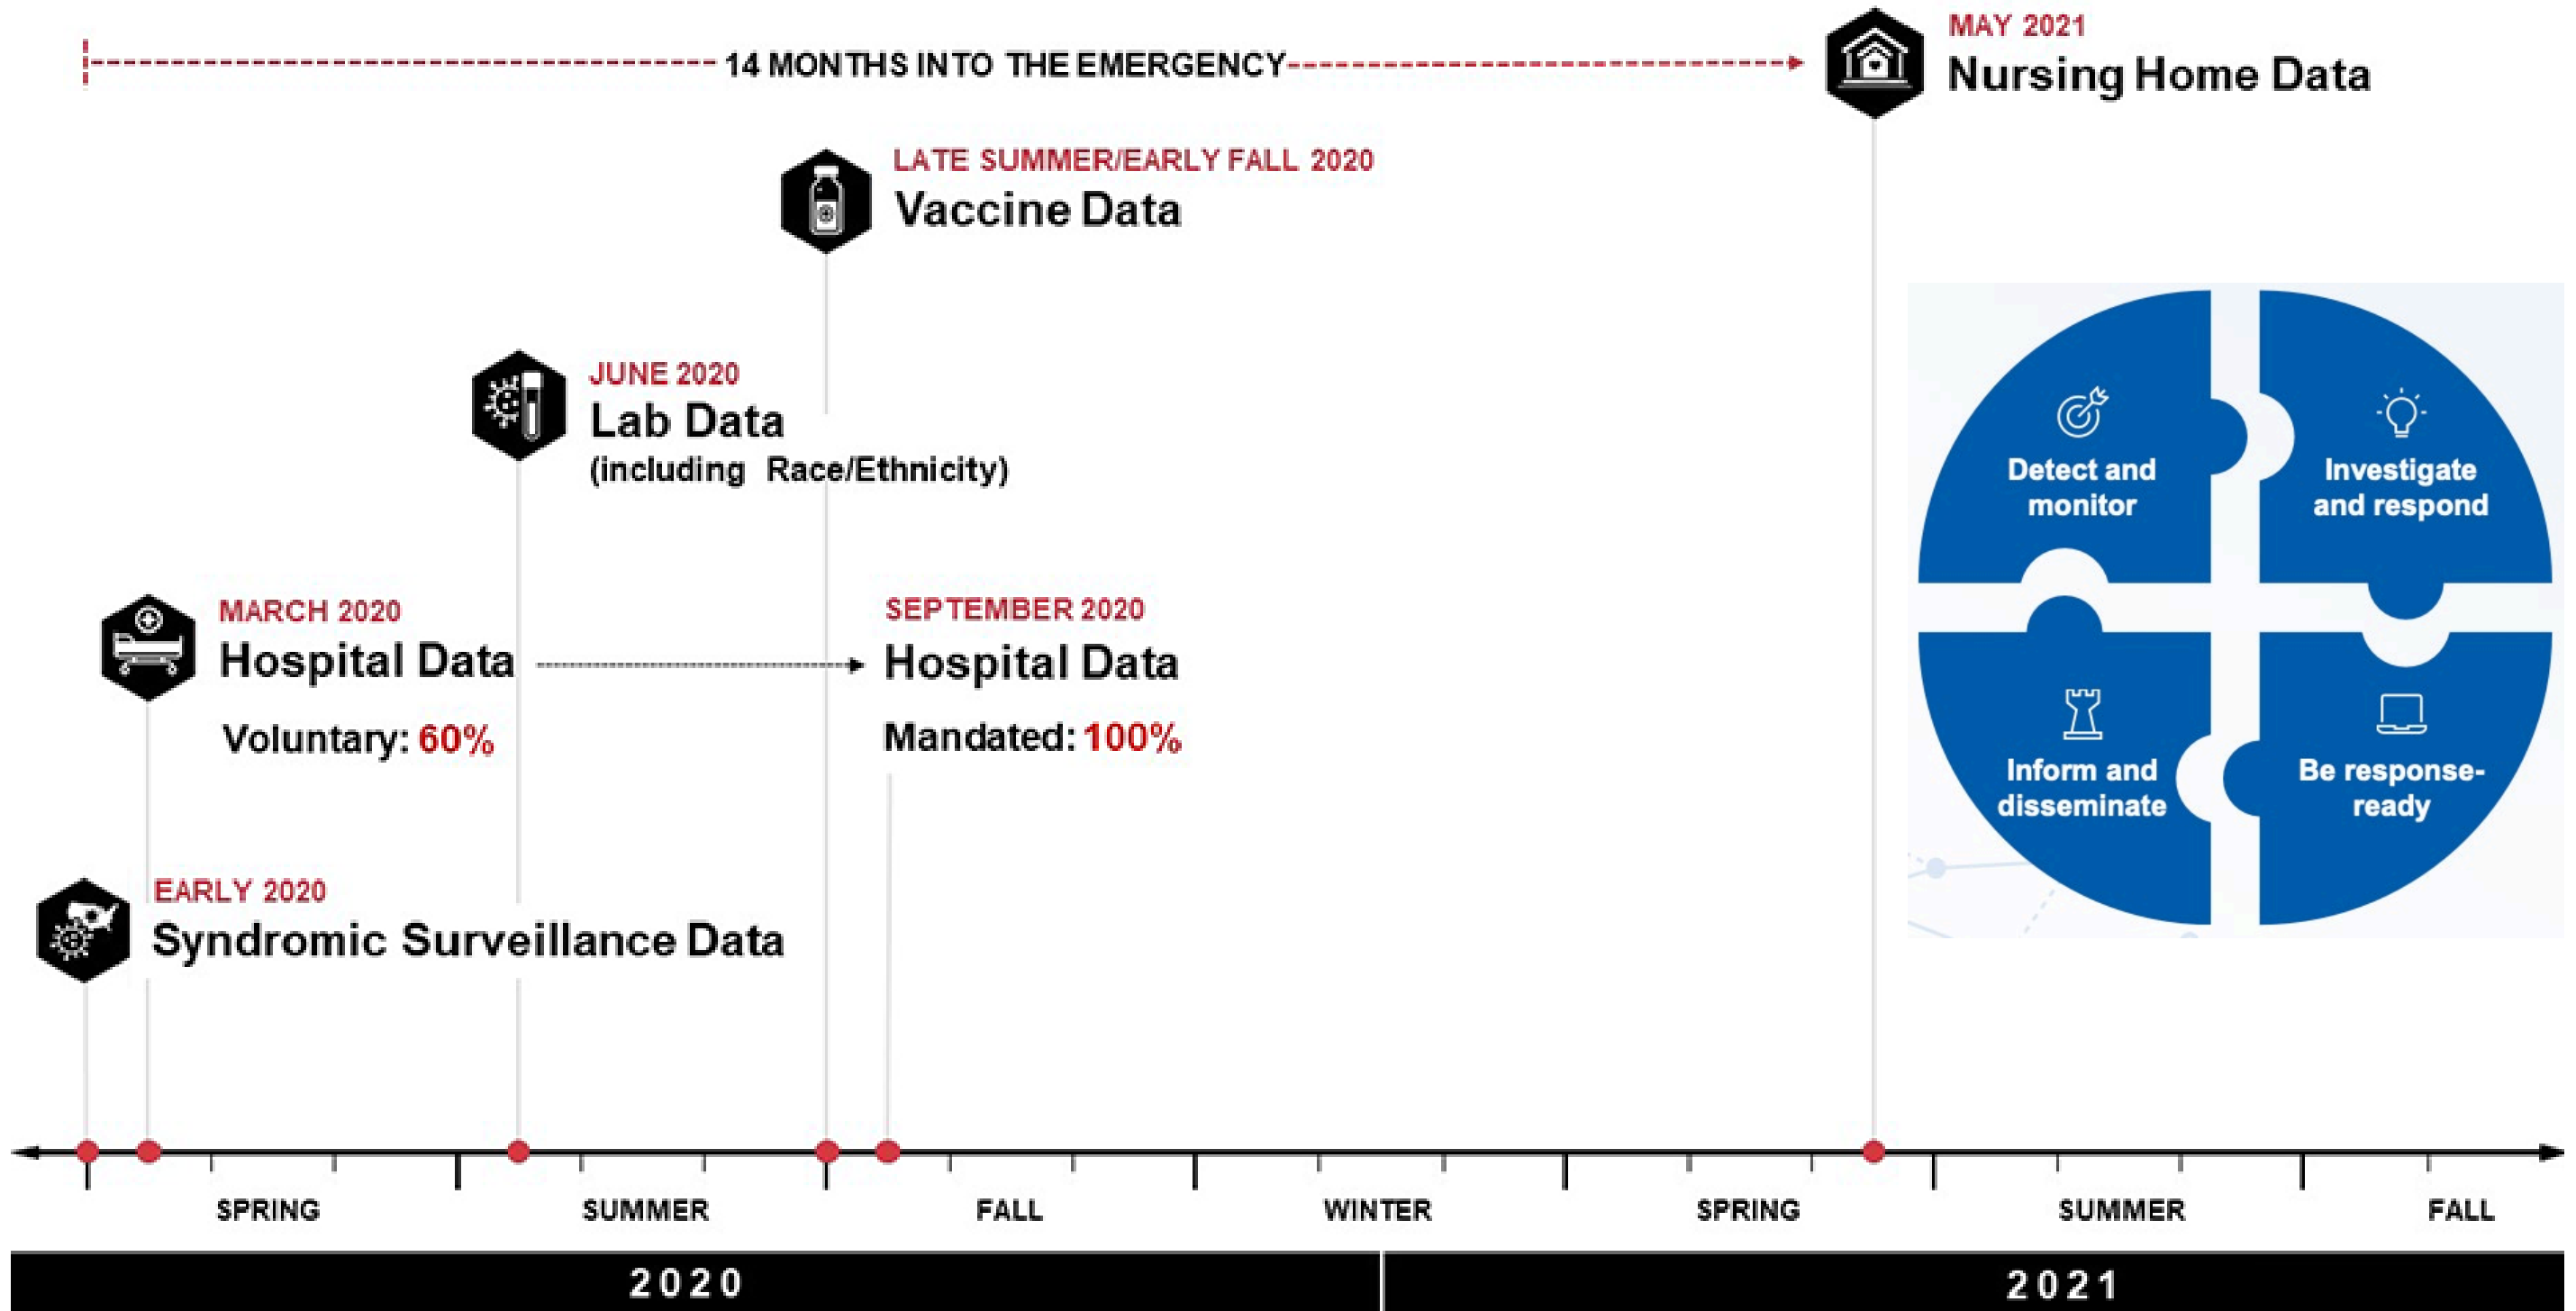 14 MONTHS INTO THE EMERGENCY
MAY 2021
Nursing Home Data
LATE SUMMER/EARLY FALL 2020
Vaccine Data
JUNE 2020
Lab Data
(including Race/Ethnicity)
MARCH 2020
Hospital Data
Voluntary: 60%
SEPTEMBER 2020
Hospital Data
Mandated: 100%
EARLY 2020
Syndromic Surveillance Data
Detect and
monitor
Investigate
and respond
Inform and
disseminate
Be response-
ready
SPRING
SUMMER
FALL
WINTER
SPRING
SUMMER
FALL
2020
2021